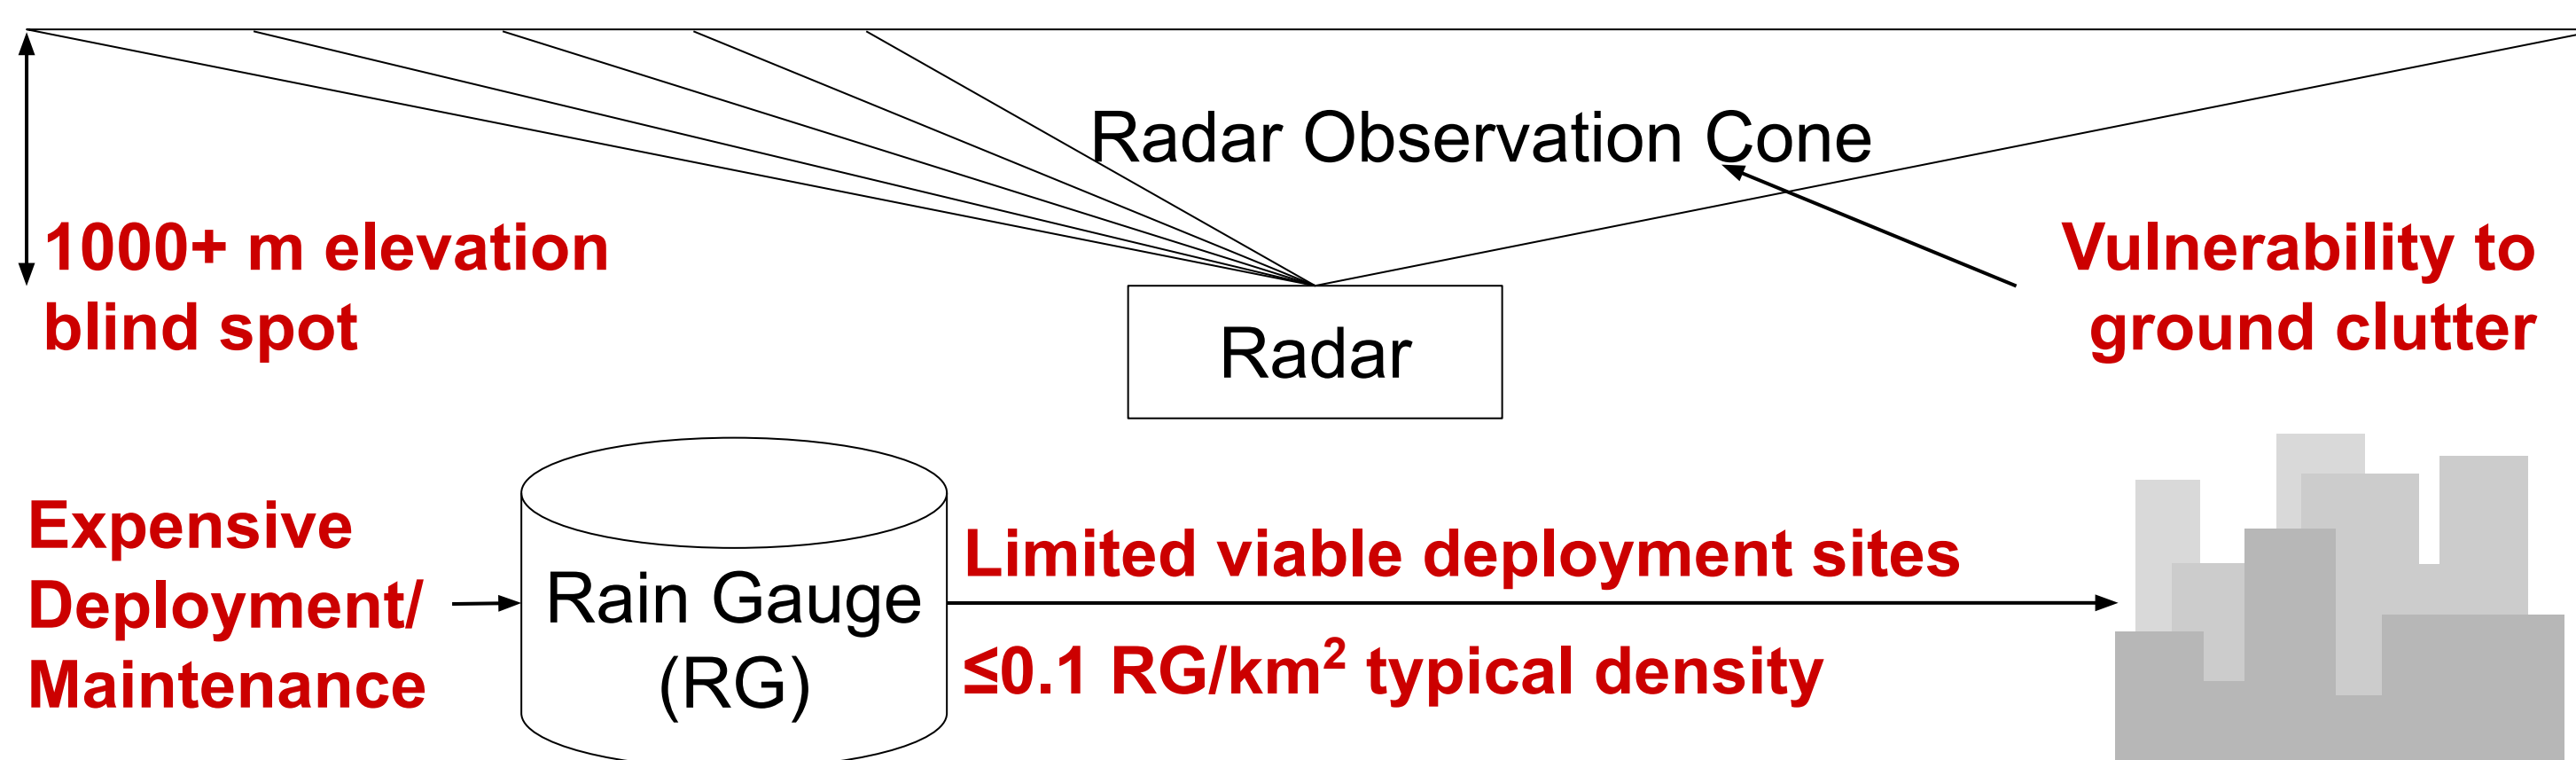 Radar Observation Cone
1000+ m elevation
blind spot
Vulnerability to
ground clutter
Radar
Expensive
Deployment/
Maintenance
Rain Gauge
(RG)
Limited viable deployment sites
≤0.1 RG/km² typical density